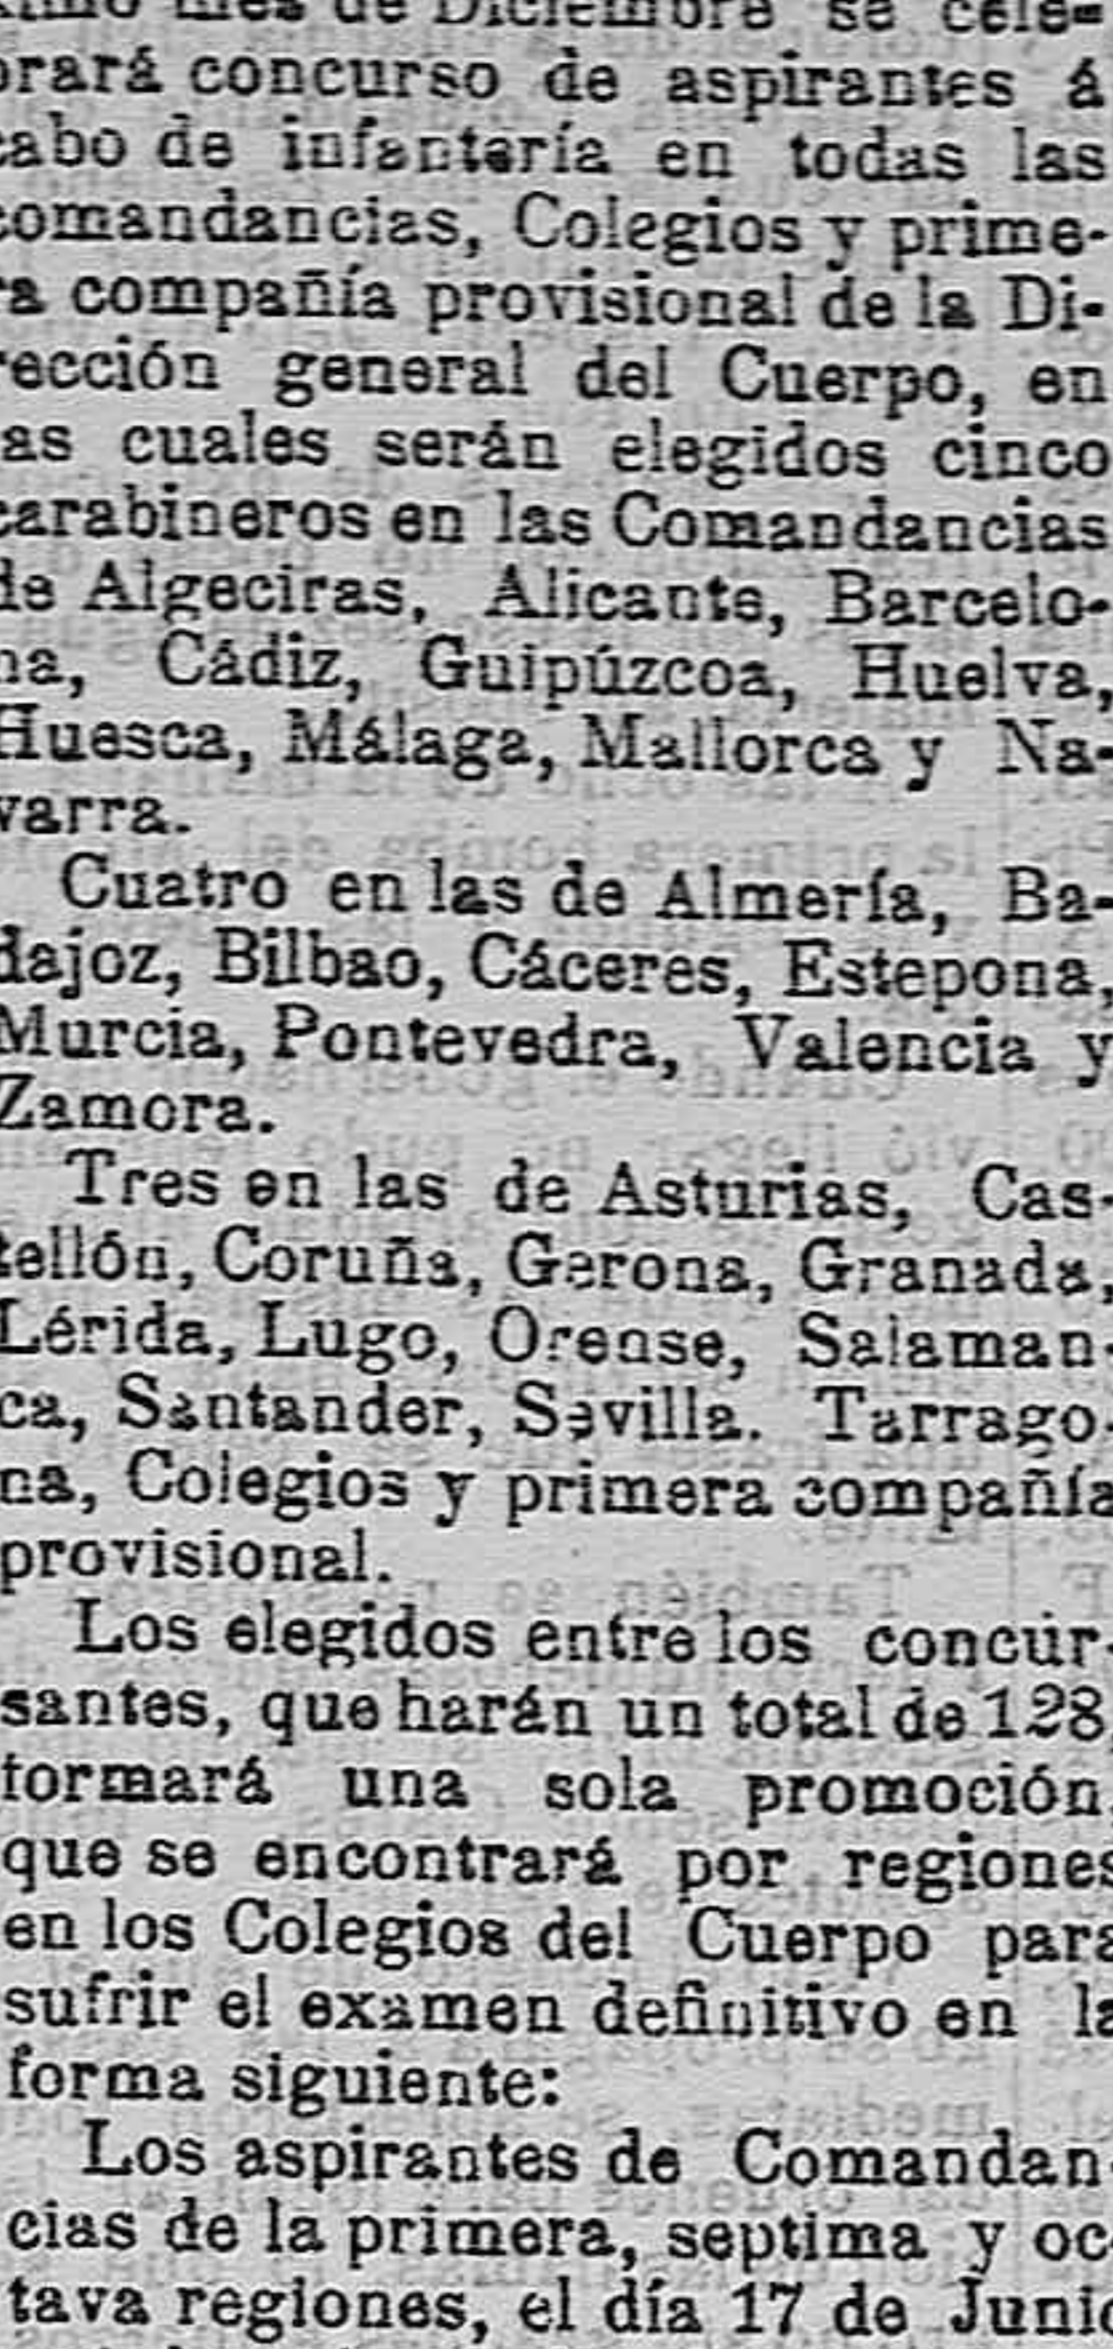 ximo mes de Diciembre se cele-
brará concurso de aspirantes á
cabo de infantería en todas las
comandancias, Colegios y prime-
ra compañía provisional de la Di-
rección general del Cuerpo, en
las cuales serán elegidos cinco
carabineros en las Comandancias
de Algeciras, Alicante, Barcelo-
na, Cádiz, Guipúzcoa, Huelva,
Huesca, Málaga, Mallorca y Na-
varra.
Cuatro en las de Almería, Ba-
dajoz, Bilbao, Cáceres, Estepona,
Murcia, Pontevedra, Valencia y
Zamora.
Tres en las de Asturias, Cas-
tellón, Coruña, Gerona, Granada,
Lérida, Lugo, Orense, Salaman-
ca, Santander, Sevilla. Tarrago-
na, Colegios y primera compañía
provisional.
Los elegidos entre los concur-
santes, que harán un total de 128,
formará una sola promoción,
que se encontrará por regiones
en los Colegios del Cuerpo para
sufrir el examen definitivo en la
forma siguiente:
Los aspirantes de Comandan-
cias de la primera, septima y oc-
tava regiones, el día 17 de Junio